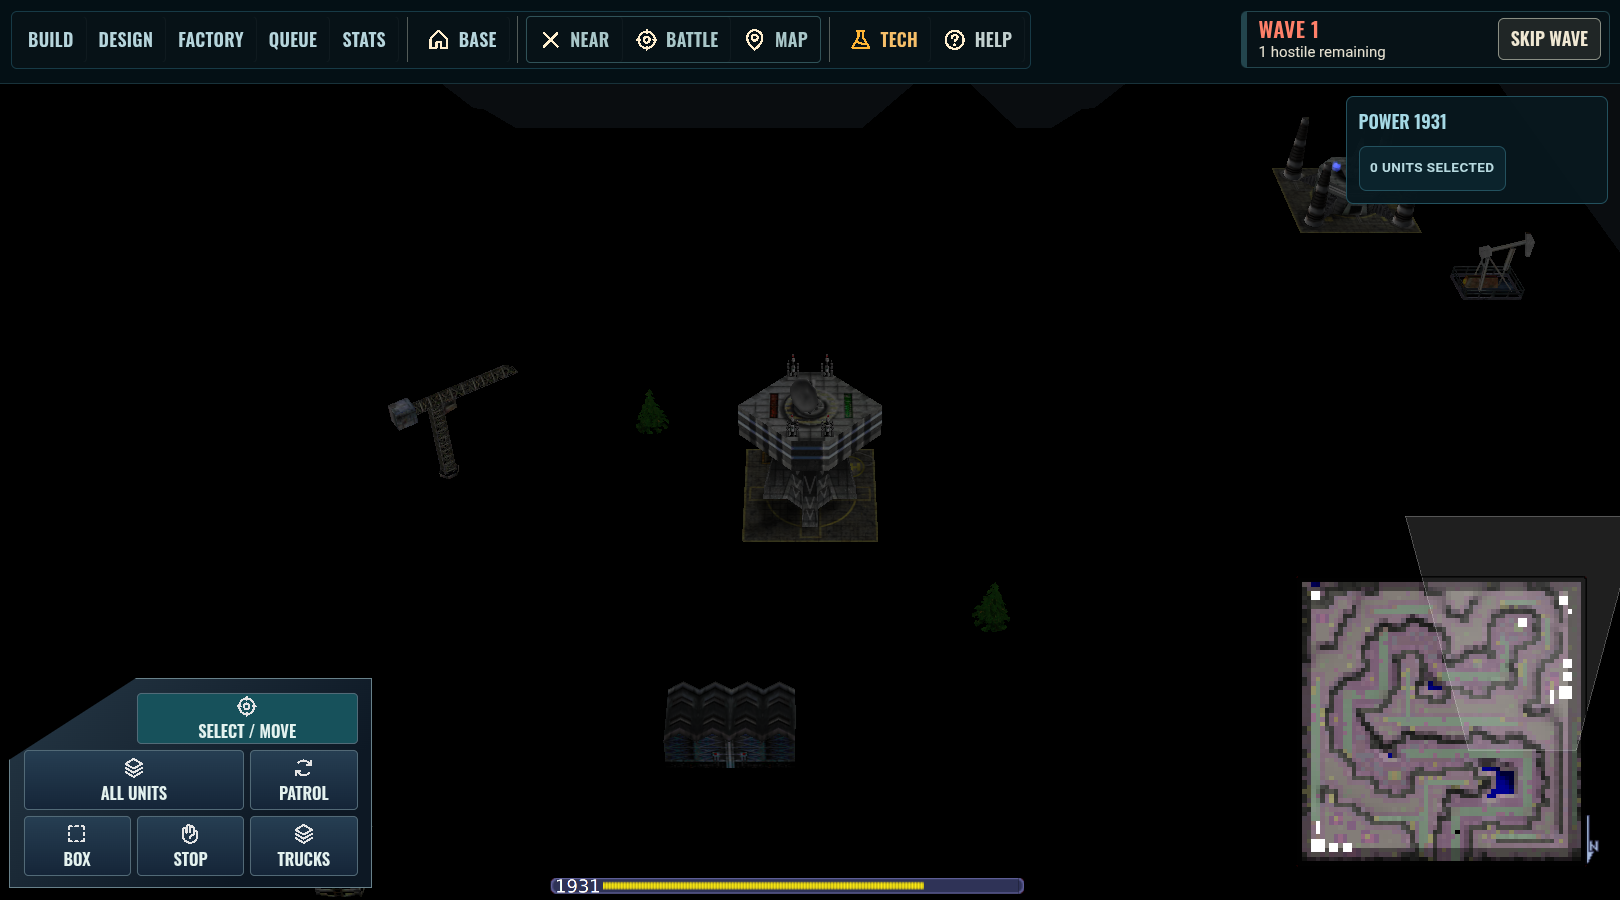 BUILD DESIGN FACTORY QUEUE STATS BASE NEAR BATTLE MAP TECH HELP
WAVE 1
1 hostile remaining
SKIP WAVE
POWER 1931
0 UNITS SELECTED
SELECT / MOVE
ALL UNITS PATROL
BOX STOP TRUCKS
N
1931